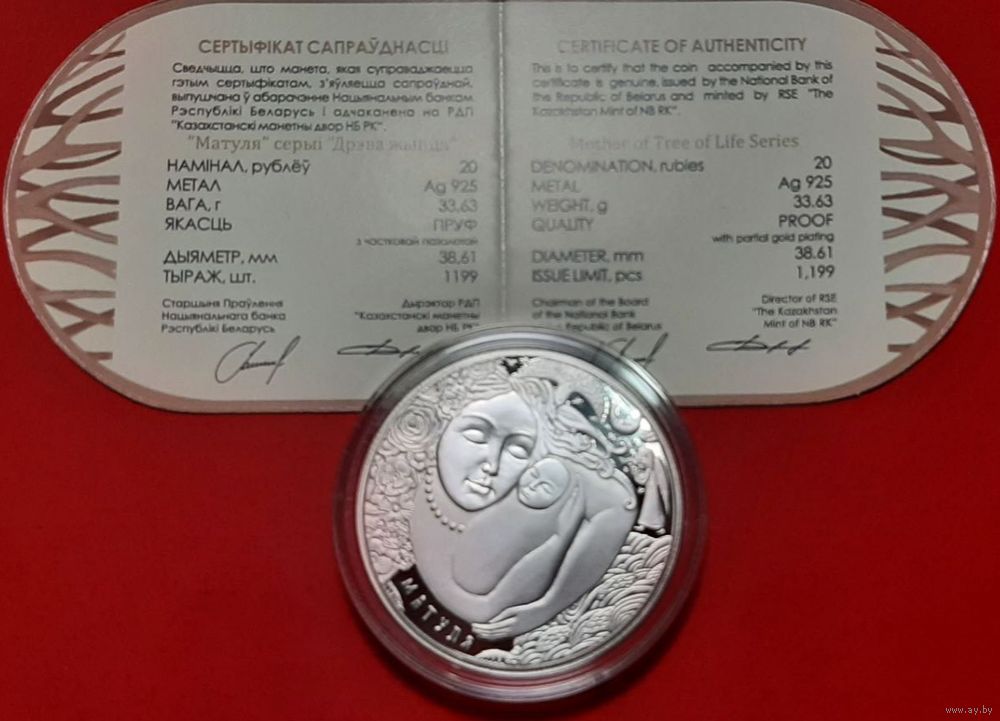 СЕРТЫФІКАТ САПРАЎДНАСЦІ
Сведчыцца, што манета, якая суправаджаецца
гэтым сертыфікатам, з'яўляецца сапраўднай,
выпушчана ў абарачэнне Нацыянальным банкам
Рэспублікі Беларусь і адчаканена на РДП
"Казахстанскі манетны двор НБ РК".
"Матуля" серыі "Дрэва жыцця"
НАМІНАЛ, рублёў 20
МЕТАЛ Ag 925
ВАГА, г 33,63
ЯКАСЦЬ ПРУФ
з частковай пазалотай
ДЫЯМЕТР, мм 38,61
ТЫРАЖ, шт. 1199
Старшыня Праўлення
Нацыянальнага банка
Рэспублікі Беларусь
Дырэктар РДП
"Казахстанскі манетны
двор НБ РК"
CERTIFICATE OF AUTHENTICITY
This is to certify that the coin accompanied by this
certificate is genuine, issued by the National Bank of
the Republic of Belarus and minted by RSE "The
Kazakhstan Mint of NB RK".
Mother of Tree of Life Series
DENOMINATION, rubles 20
METAL Ag 925
WEIGHT, g 33.63
QUALITY PROOF
with partial gold plating
DIAMETER, mm 38.61
ISSUE LIMIT, pcs 1,199
Chairman of the Board
of the National Bank
Republic of Belarus
Director of RSE
"The Kazakhstan
Mint of NB RK"
МАТУЛЯ
www.ay.by